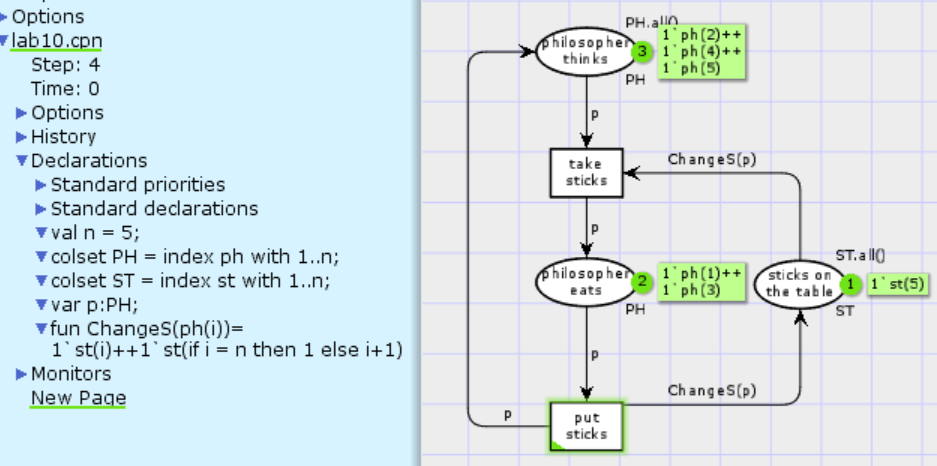 Options
lab10.cpn
Step: 4
Time: 0
Options
History
Declarations
Standard priorities
Standard declarations
val n = 5;
colset PH = index ph with 1..n;
colset ST = index st with 1..n;
var p:PH;
fun ChangeS(ph(i))=
1`st(i)++1`st(if i = n then 1 else i+1)
Monitors
New Page
PH.all()
philosopher
thinks
3
1`ph(2)++
1`ph(4)++
1`ph(5)
PH
p
take
sticks
ChangeS(p)
p
philosopher
eats
2
1`ph(1)++
1`ph(3)
PH
ST.all()
sticks on
the table
1
1`st(5)
ST
p
ChangeS(p)
put
sticks
p